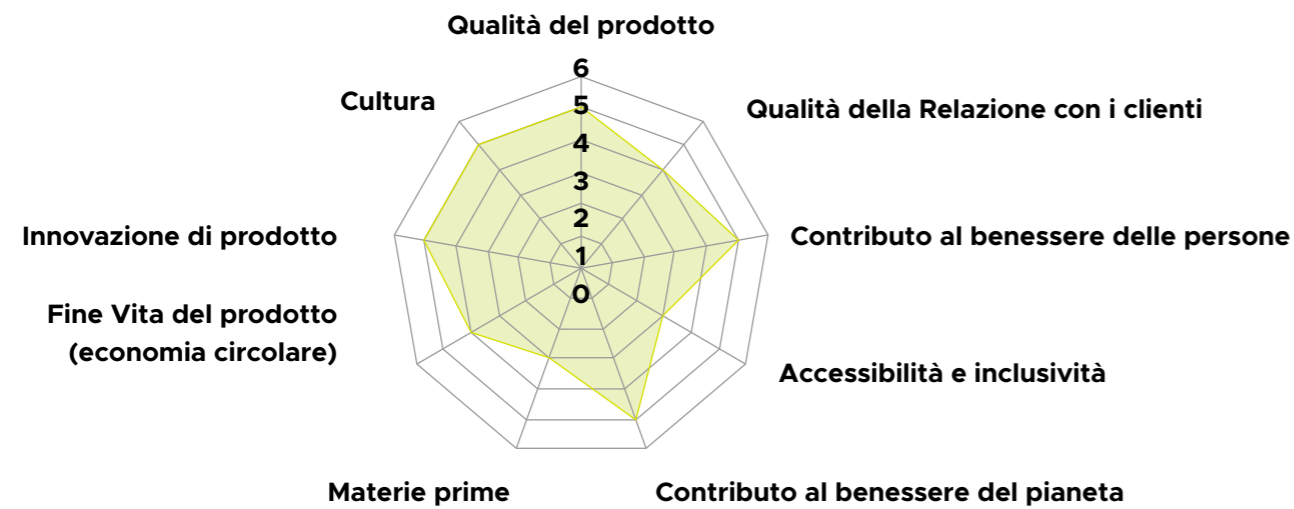 Qualità del prodotto
6
Cultura
5
Qualità della Relazione con i clienti
4
3
2
Innovazione di prodotto
Contributo al benessere delle persone
1
0
Fine Vita del prodotto
(economia circolare)
Accessibilità e inclusività
Materie prime
Contributo al benessere del pianeta